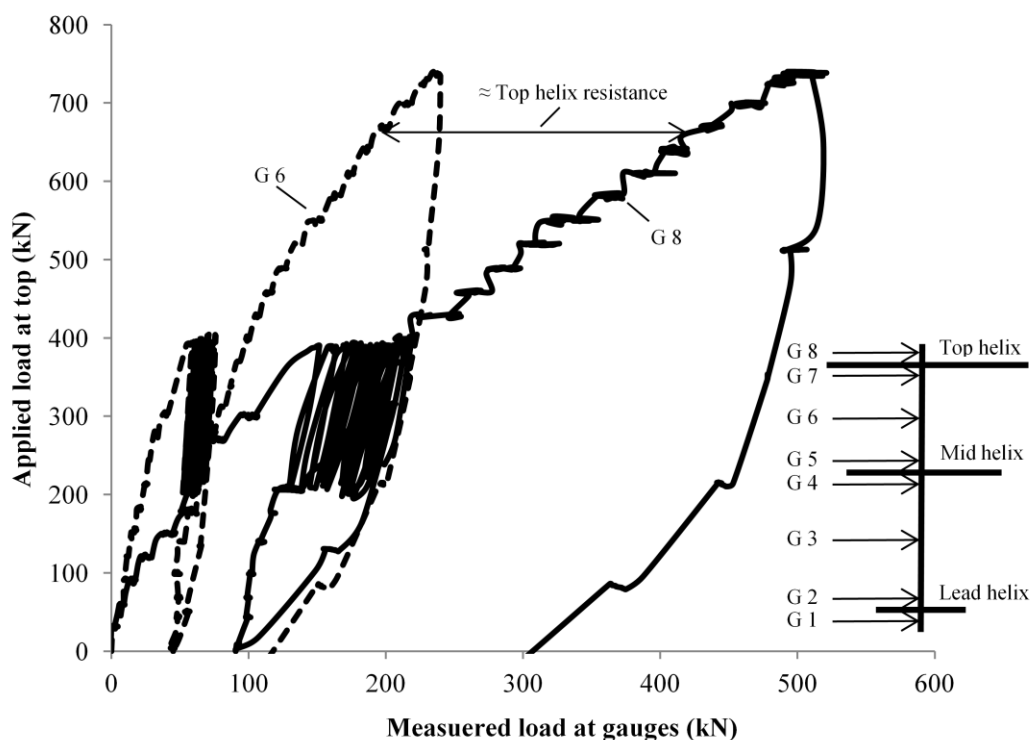 800
700
600
500
400
300
200
100
0
Applied load at top (kN)
≈ Top helix resistance
G 6
G 8
G 8
Top helix
G 7
G 6
G 5
Mid helix
G 4
G 3
G 2
Lead helix
G 1
0 100 200 300 400 500 600
Measuered load at gauges (kN)